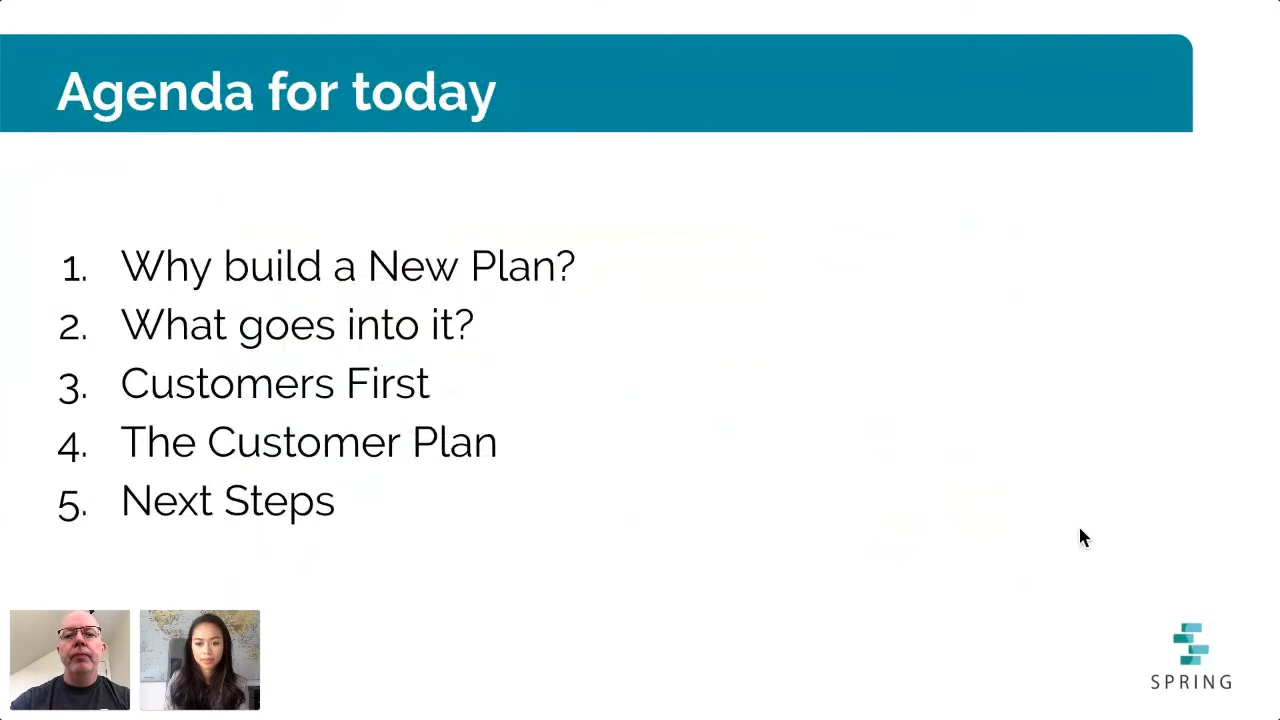 Agenda for today
1. Why build a New Plan?
2. What goes into it?
3. Customers First
4. The Customer Plan
5. Next Steps
SPRING